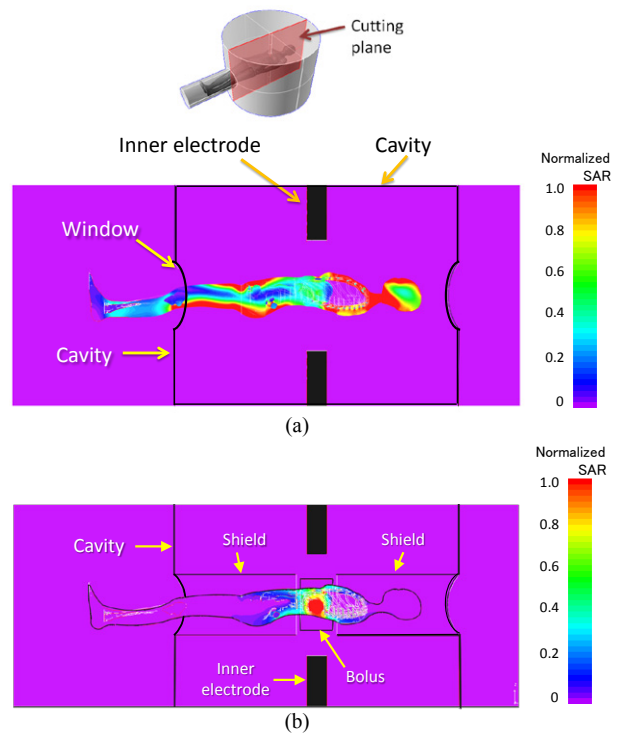 Cutting
plane
Inner electrode
Cavity
Normalized
SAR
Window
Cavity
1.0
0.8
0.6
0.4
0.2
0
(a)
Normalized
SAR
Cavity
Shield
Shield
Inner
electrode
Bolus
1.0
0.8
0.6
0.4
0.2
0
(b)